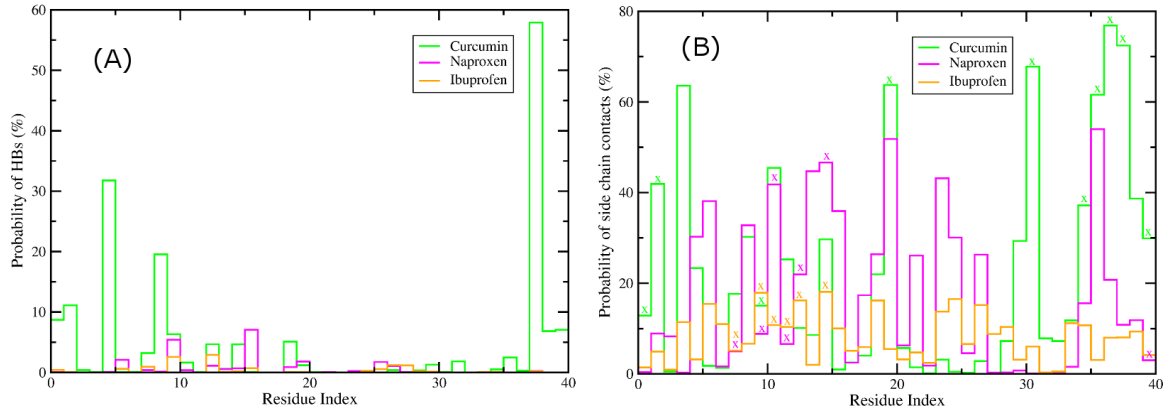 (A)
Curcumin
Naproxen
Ibuprofen
Probability of HBs (%)
60
50
40
30
20
10
0
0 10 20 30 40
Residue Index
(B)
Curcumin
Naproxen
Ibuprofen
Probability of side chain contacts (%)
80
60
40
20
0
0 10 20 30 40
Residue Index
x x x x x x x x x
x x x x x x x
x x x x x